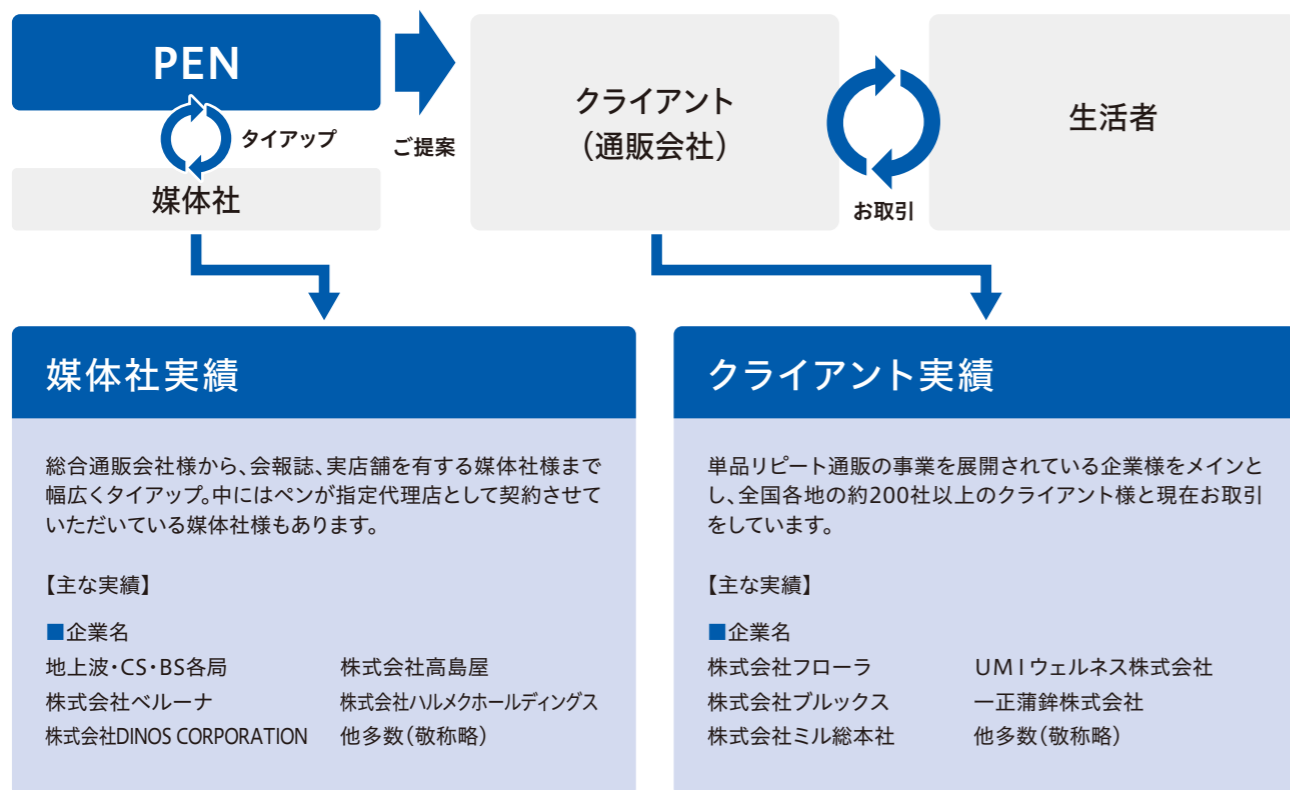 PEN
タイアップ
媒体社
ご提案
クライアント
（通販会社）
お取引
生活者
媒体社実績
総合通販会社様から、会報誌、実店舗を有する媒体社様まで
幅広くタイアップ。中にはペンが指定代理店として契約させて
いただいている媒体社様もあります。
【主な実績】
■企業名
地上波・CS・BS各局 株式会社高島屋
株式会社ベルーナ 株式会社ハルメクホールディングス
株式会社DINOS CORPORATION 他多数（敬称略）
クライアント実績
単品リピート通販の事業を展開されている企業様をメインと
し、全国各地の約200社以上のクライアント様と現在お取引
をしています。
【主な実績】
■企業名
株式会社フローラ UMIウェルネス株式会社
株式会社ブルックス 一正蒲鉾株式会社
株式会社ミル総本社 他多数（敬称略）